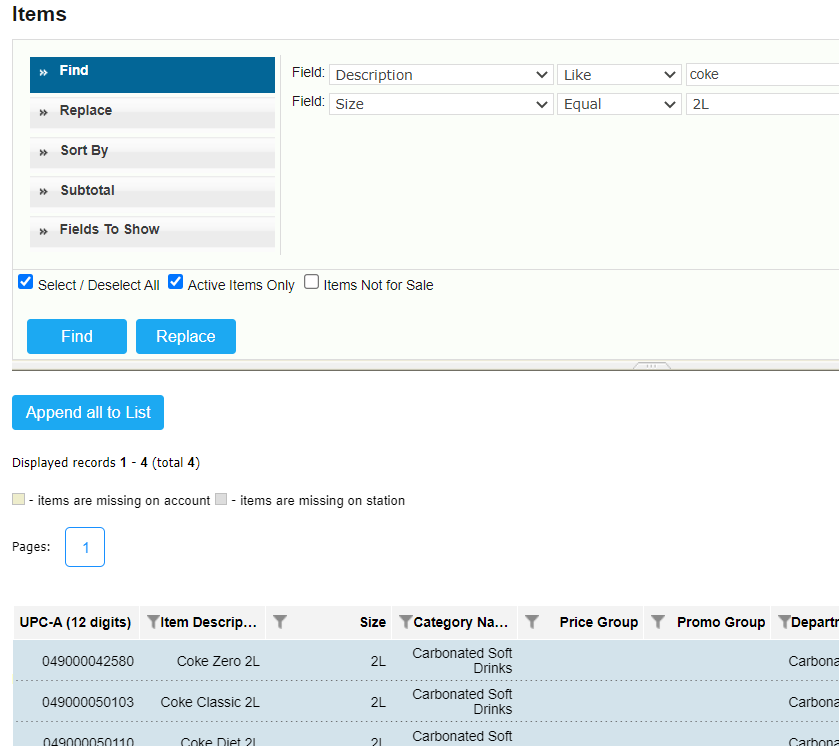 Items
» Find
» Replace
» Sort By
» Subtotal
» Fields To Show
Field: Description Like coke
Field: Size Equal 2L
Select / Deselect All Active Items Only Items Not for Sale
Find Replace
Append all to List
Displayed records 1 - 4 (total 4)
- items are missing on account - items are missing on station
Pages: 1
UPC-A (12 digits) Item Descrip... Size Category Na... Price Group Promo Group Departm
049000042580 Coke Zero 2L 2L Carbonated Soft Drinks Carbona
049000050103 Coke Classic 2L 2L Carbonated Soft Drinks Carbona
049000050110 Coke Diet 2L 2L Carbonated Soft Carbona